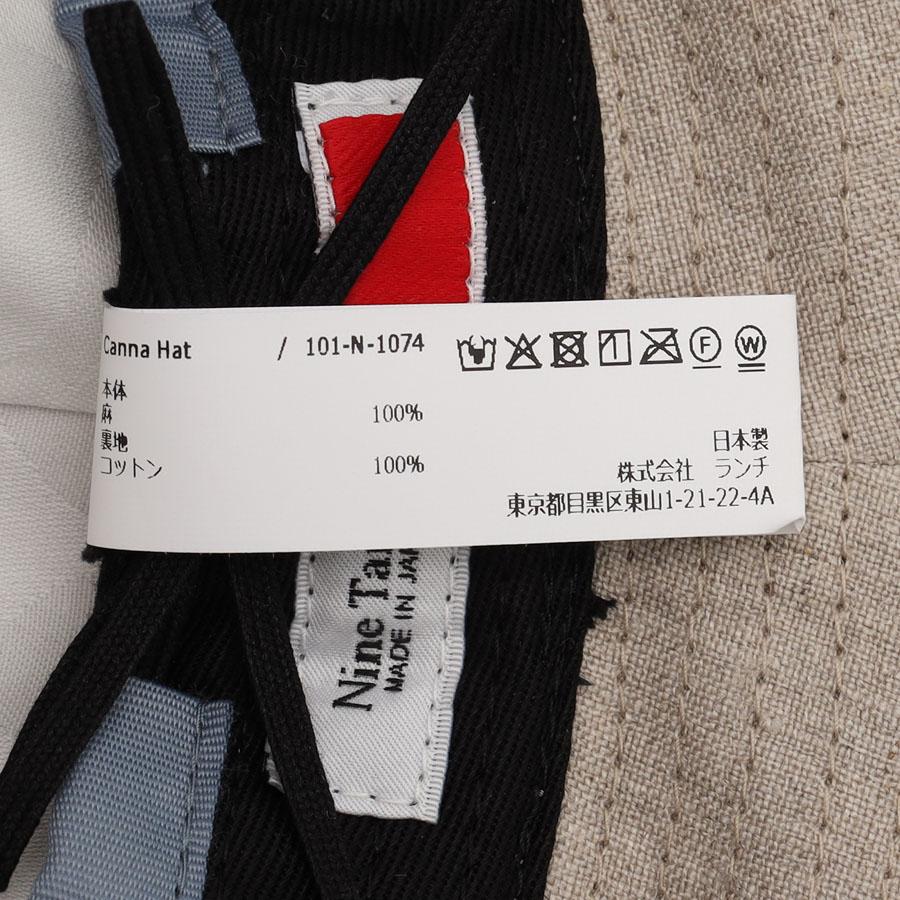 Canna Hat / 101-N-1074
本体
麻 100%
裏地
コットン 100%
F W
日本製
株式会社 ランチ
東京都目黒区東山1-21-22-4A
Nine
MADE IN